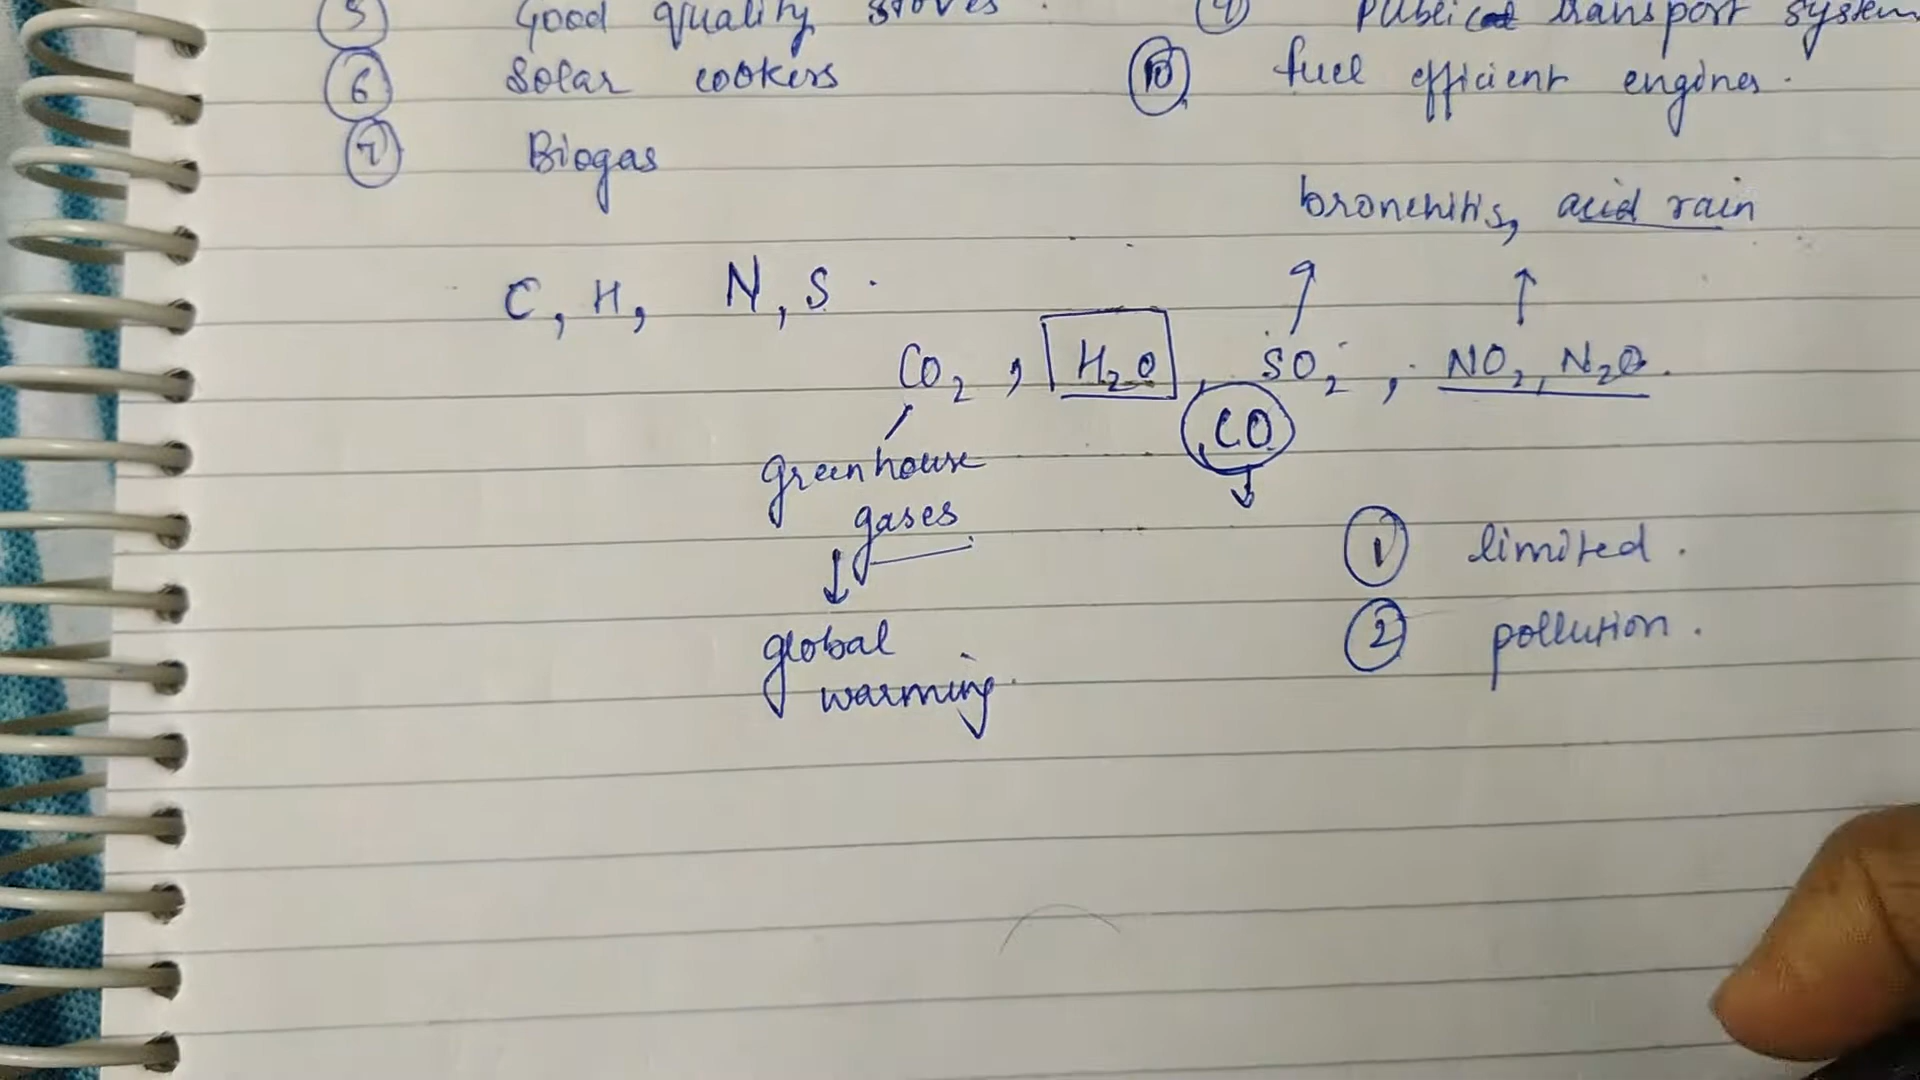 5 Good quality stoves.
9 Public transport system
6 Solar cookers
10 fuel efficient engines.
7 Biogas
bronchitis, acid rain
C, H, N, S.
CO2, H2O, SO2, NO2, N2O.
CO
greenhouse
gases
1 limited.
2 pollution.
global
warming.